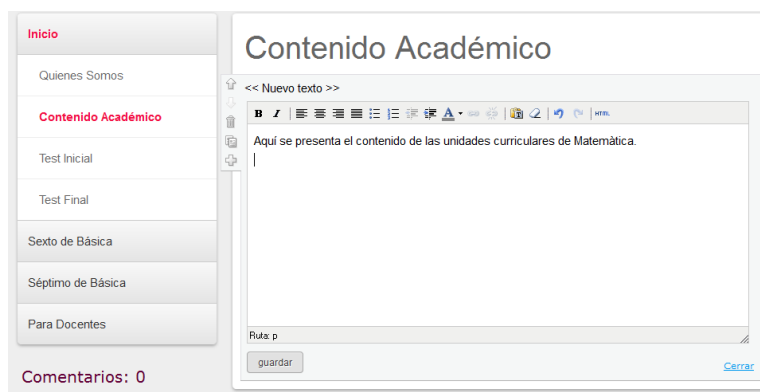 Inicio
Quienes Somos
Contenido Académico
Test Inicial
Test Final
Sexto de Básica
Séptimo de Básica
Para Docentes
Comentarios: 0
Contenido Académico
<< Nuevo texto >>
B I A HTML
Aquí se presenta el contenido de las unidades curriculares de Matemàtica.
Ruta: p
guardar
Cerrar